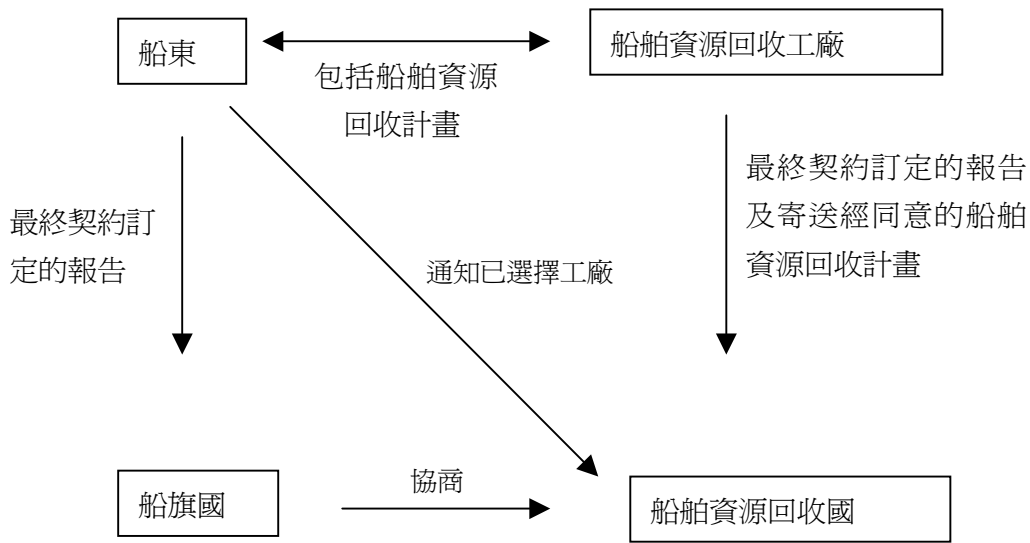 船東
船舶資源回收工廠
包括船舶資源
回收計畫
最終契約訂
定的報告
通知已選擇工廠
最終契約訂定的報告
及寄送經同意的船舶
資源回收計畫
船旗國
協商
船舶資源回收國